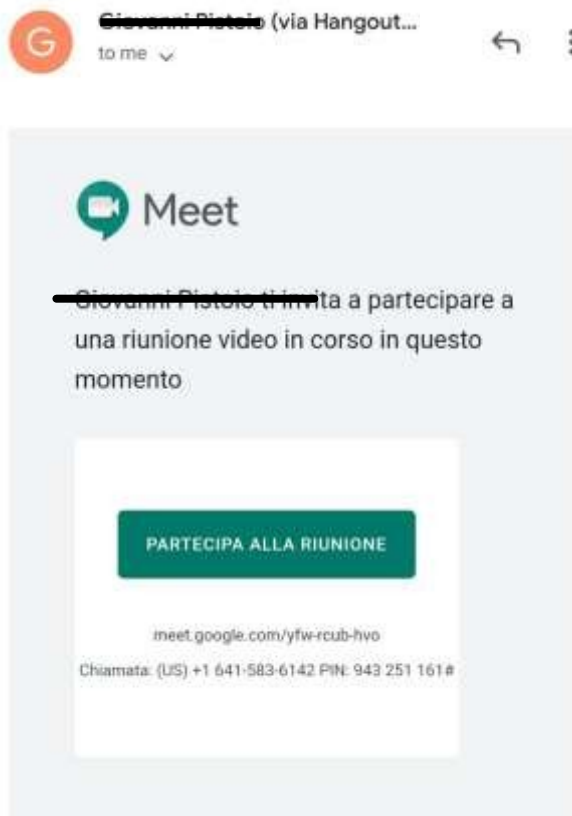 G
(via Hangout...
to me
Meet
vita a partecipare a
una riunione video in corso in questo
momento
PARTECIPA ALLA RIUNIONE
meet.google.com/yfw-rcub-hvo
Chiamata: (US) +1 641-583-6142 PIN: 943 251 161#